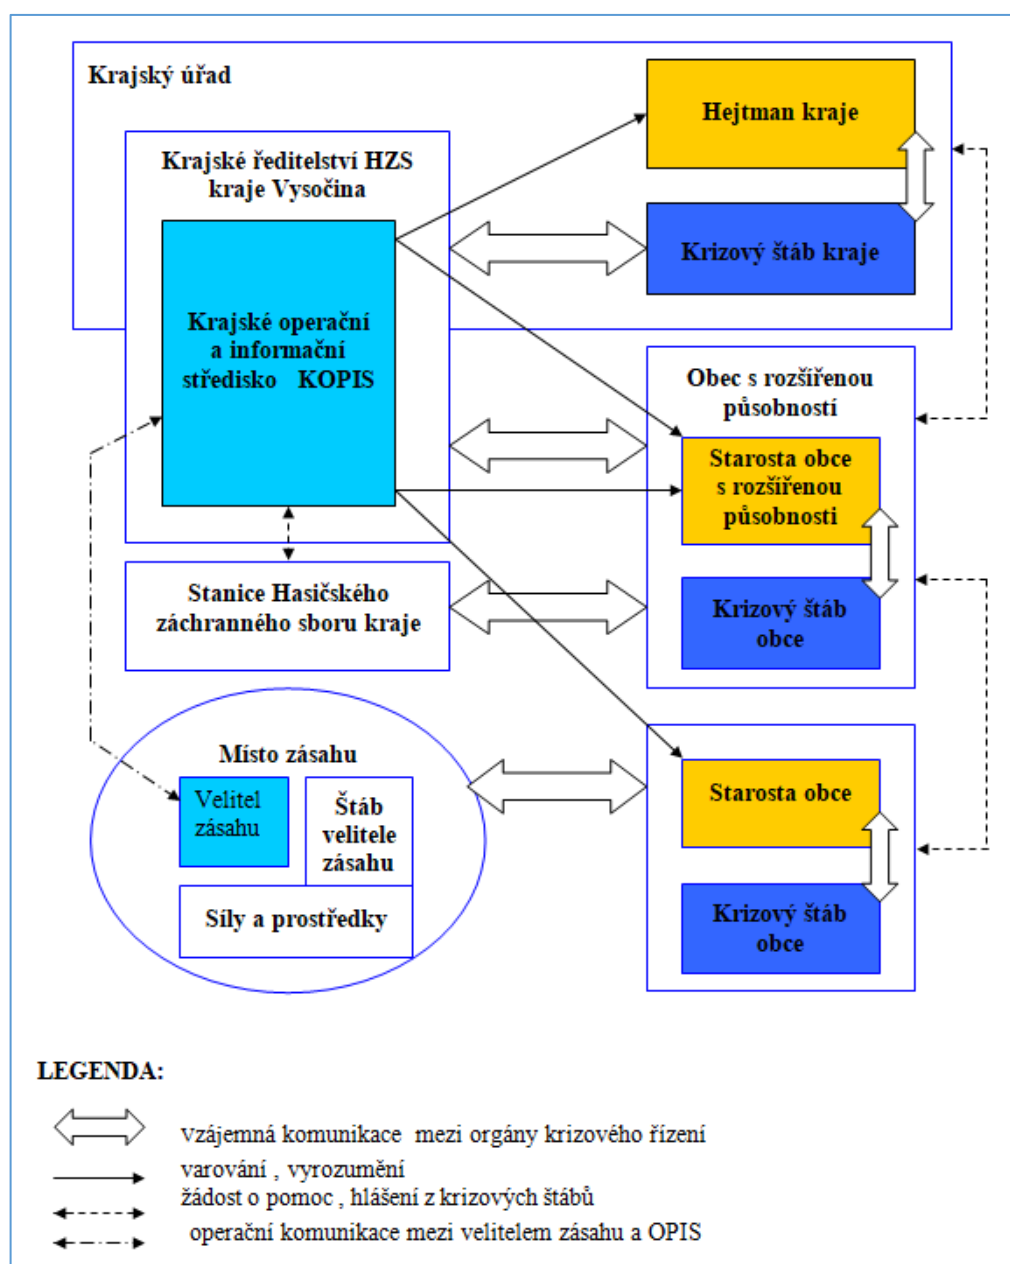 Krajský úřad
Hejtman kraje
Krajské ředitelství HZS
kraje Vysočina
Krizový štáb kraje
Krajské operační
a informační
středisko KOPIS
Obec s rozšířenou
působností
Starosta obce
s rozšířenou
působnosti
Stanice Hasičského
záchranného sboru kraje
Krizový štáb
obce
Místo zásahu
Velitel
zásahu
Štáb
velitele
zásahu
Síly a prostředky
Starosta obce
Krizový štáb
obce
LEGENDA:
vzájemná komunikace mezi orgány krizového řízení
varování , vyrozumění
žádost o pomoc , hlášení z krizových štábů
operační komunikace mezi velitelem zásahu a OPIS